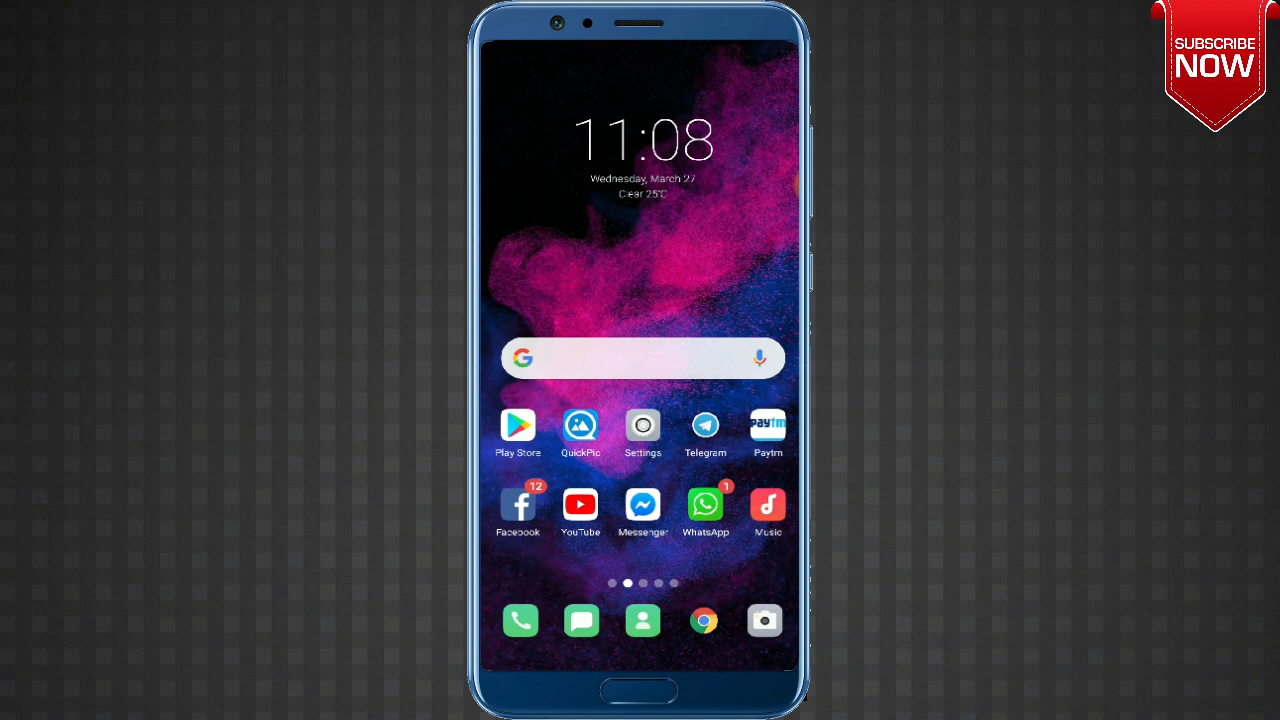 SUBSCRIBE
NOW
11:08
Wednesday, March 27
Clear 25°C
Play Store
QuickPic
Settings
Telegram
Paytm
Paytm
12
1
Facebook
YouTube
Messenger
WhatsApp
Music